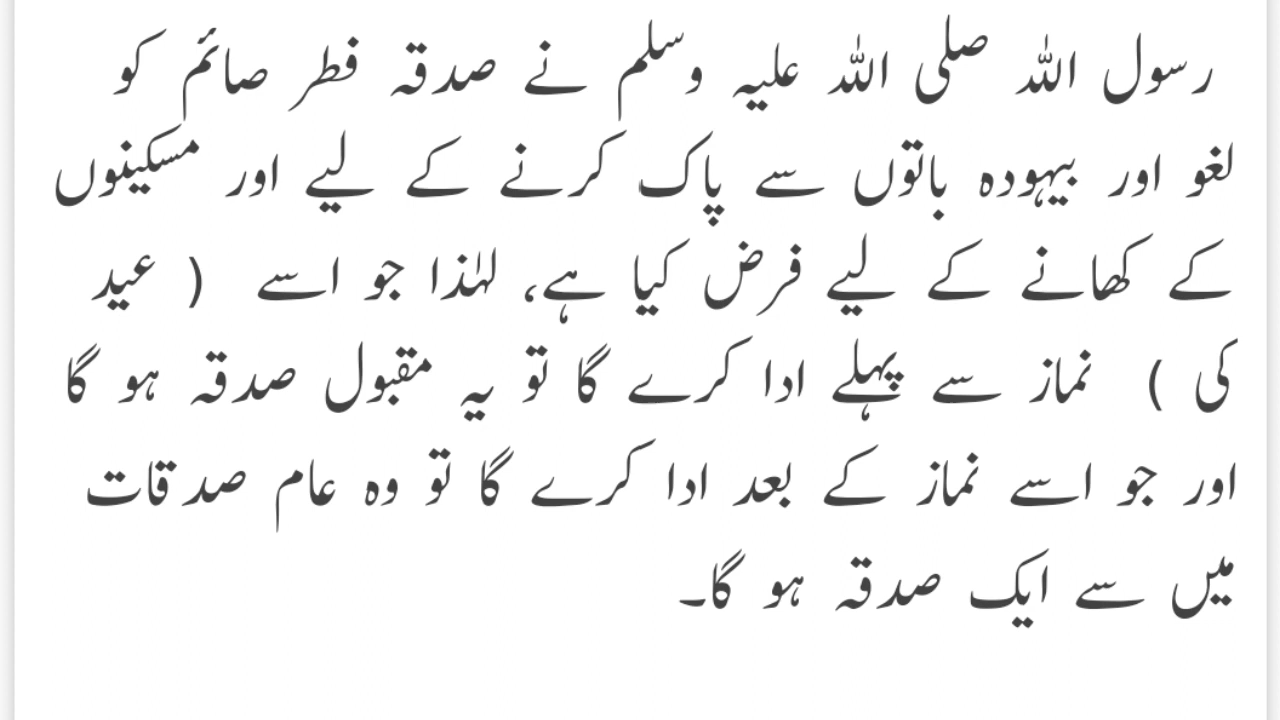 رسول اللہ صلی اللہ علیہ وسلم نے صدقہ فطر صائم کو
لغو اور بیہودہ باتوں سے پاک کرنے کے لیے اور مسکینوں
کے کھانے کے لیے فرض کیا ہے، لہٰذا جو اسے ( عید
کی ) نماز سے پہلے ادا کرے گا تو یہ مقبول صدقہ ہو گا
اور جو اسے نماز کے بعد ادا کرے گا تو وہ عام صدقات
میں سے ایک صدقہ ہو گا۔